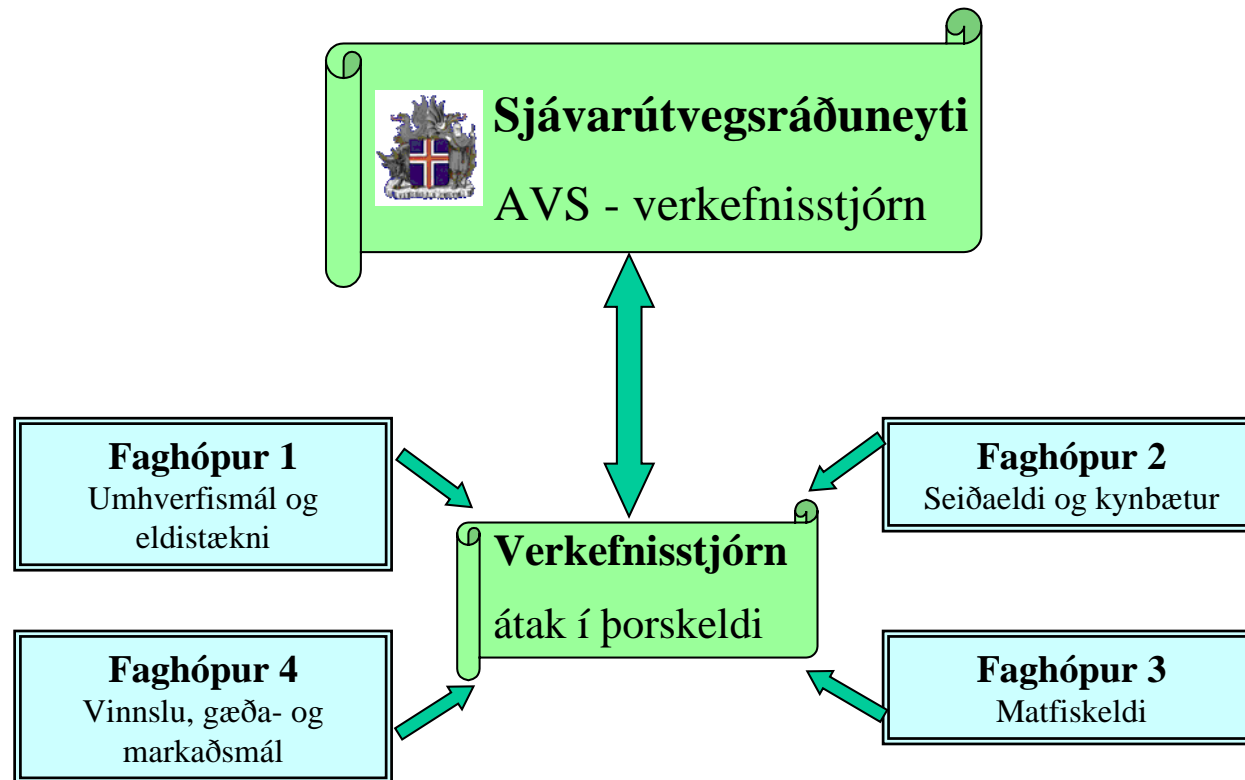 Sjávarútvegsráðuneyti
AVS - verkefnisstjórn
Faghópur 1
Umhverfismál og
eldistækni
Faghópur 2
Seiðaeldi og kynbætur
Verkefnisstjórn
átak í þorskeldi
Faghópur 4
Vinnslu, gæða- og
markaðsmál
Faghópur 3
Matfiskeldi